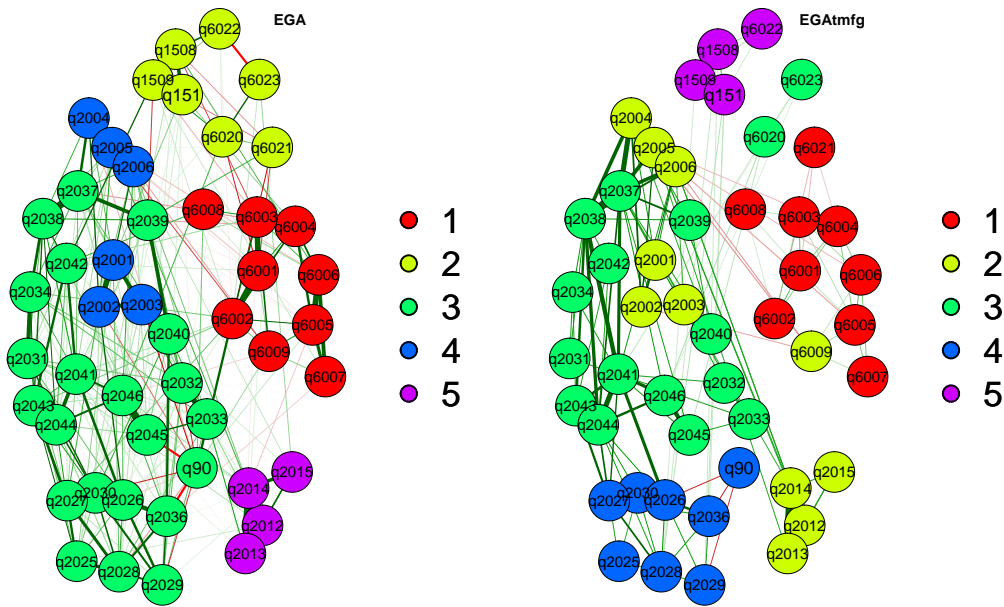 EGA
q6022
q1508
q1509
q6023
q151
q2004
q6020
q2005
q6021
q2006
q2037
q2038
q2039
q6008
q6003
q6004
q2042
q2001
q6001
q6006
q2034
q2002
q2003
q6002
q6005
q2040
q2031
q6009
q2041
q6007
q2032
q2046
q2043
q2044
q2033
q2045
q90
q2015
q2014
q2030
q2027
q2026
q2036
q2012
q2013
q2025
q2028
q2029
1
2
3
4
5
EGAtmfg
q6022
q1508
q1509
q6023
q151
q2004
q6020
q2005
q6021
q2006
q2037
q2038
q2039
q6008
q6003
q6004
q2042
q2001
q6001
q6006
q2034
q2002
q2003
q6002
q6005
q2040
q2031
q6009
q2041
q6007
q2032
q2046
q2043
q2044
q2033
q2045
q90
q2015
q2014
q2030
q2027
q2026
q2036
q2012
q2013
q2025
q2028
q2029
1
2
3
4
5